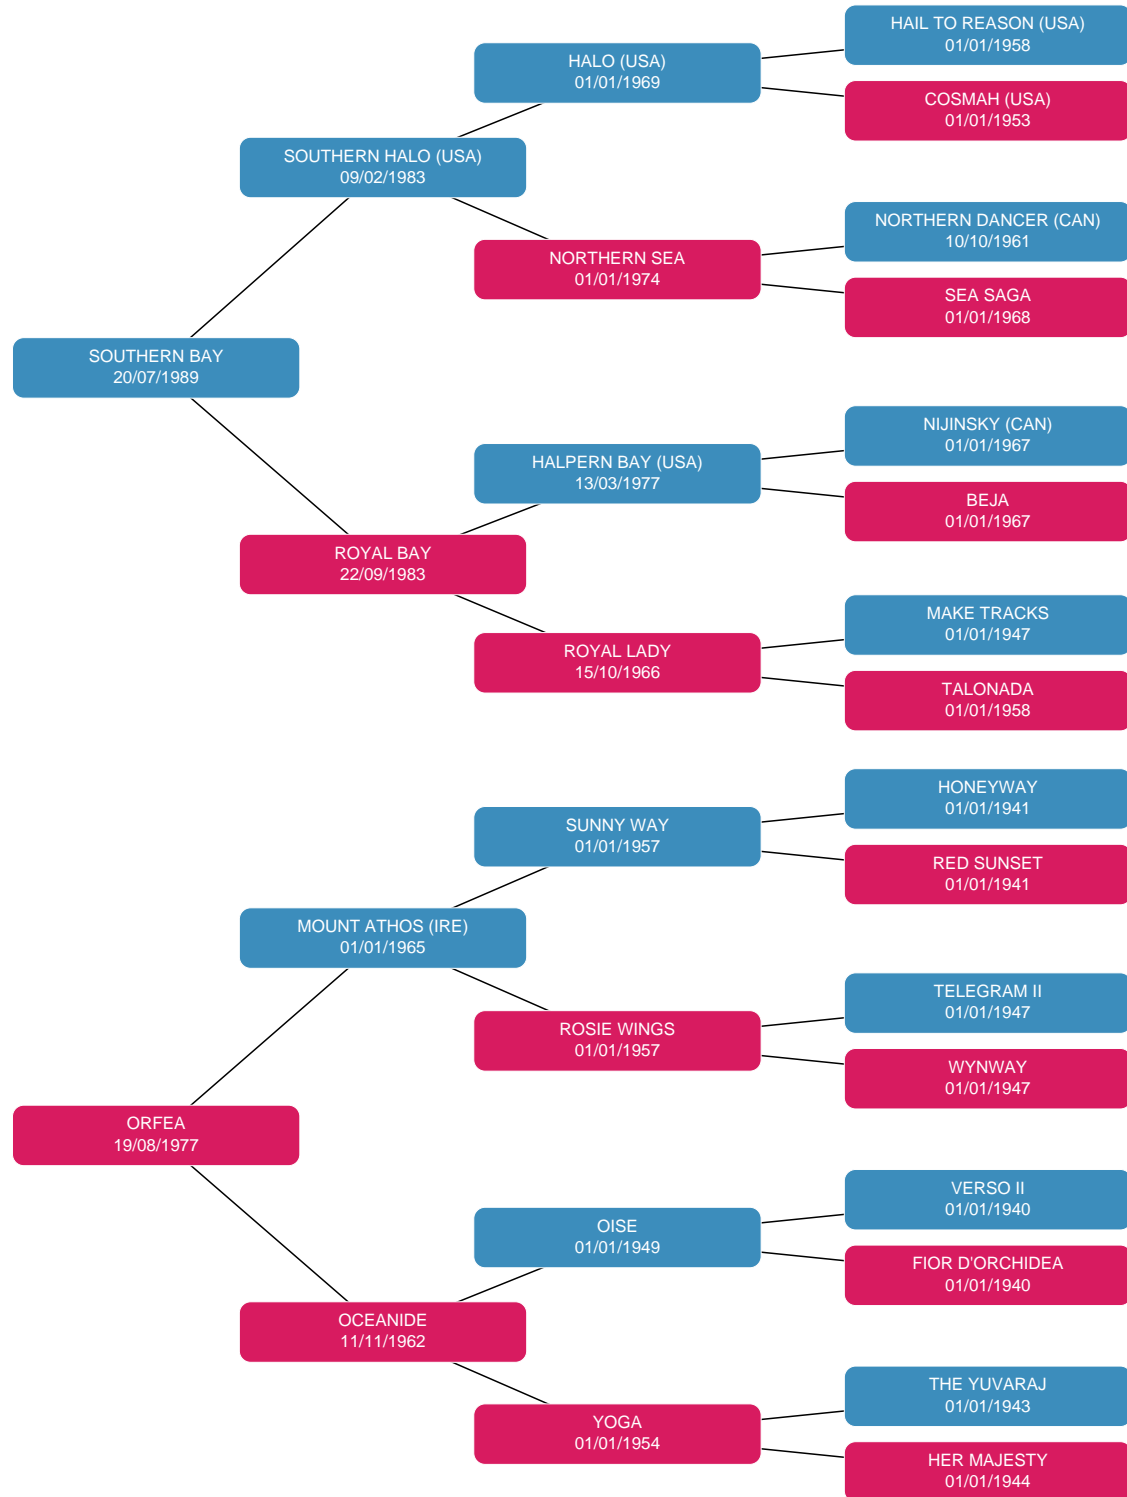 HAIL TO REASON (USA)
01/01/1958
HALO (USA)
01/01/1969
COSMAH (USA)
01/01/1953
SOUTHERN HALO (USA)
09/02/1983
NORTHERN DANCER (CAN)
10/10/1961
NORTHERN SEA
01/01/1974
SEA SAGA
01/01/1968
SOUTHERN BAY
20/07/1989
NIJINSKY (CAN)
01/01/1967
HALPERN BAY (USA)
13/03/1977
BEJA
01/01/1967
ROYAL BAY
22/09/1983
MAKE TRACKS
01/01/1947
ROYAL LADY
15/10/1966
TALONADA
01/01/1958
HONEYWAY
01/01/1941
SUNNY WAY
01/01/1957
RED SUNSET
01/01/1941
MOUNT ATHOS (IRE)
01/01/1965
TELEGRAM II
01/01/1947
ROSIE WINGS
01/01/1957
WYNWAY
01/01/1947
ORFEA
19/08/1977
VERSO II
01/01/1940
OISE
01/01/1949
FIOR D'ORCHIDEA
01/01/1940
OCEANIDE
11/11/1962
THE YUVARAJ
01/01/1943
YOGA
01/01/1954
HER MAJESTY
01/01/1944